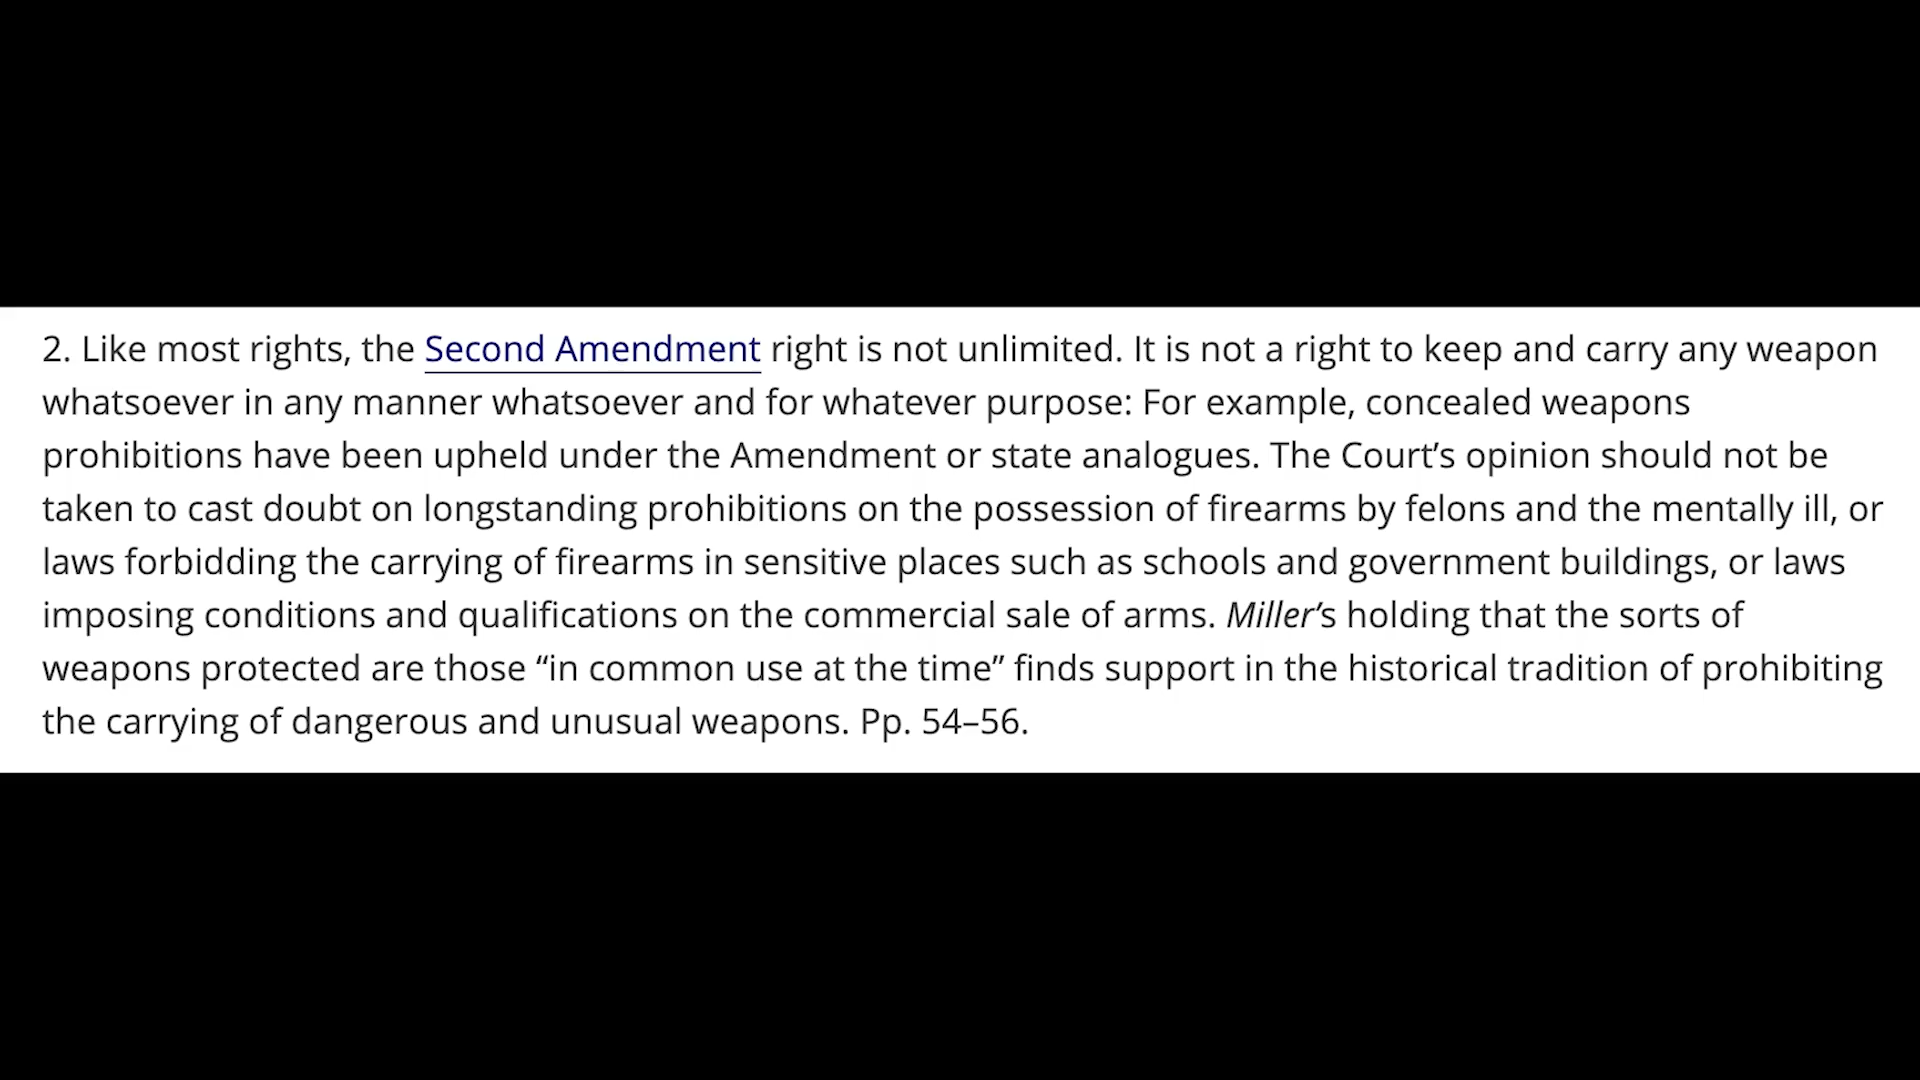 2. Like most rights, the Second Amendment right is not unlimited. It is not a right to keep and carry any weapon
whatsoever in any manner whatsoever and for whatever purpose: For example, concealed weapons
prohibitions have been upheld under the Amendment or state analogues. The Court’s opinion should not be
taken to cast doubt on longstanding prohibitions on the possession of firearms by felons and the mentally ill, or
laws forbidding the carrying of firearms in sensitive places such as schools and government buildings, or laws
imposing conditions and qualifications on the commercial sale of arms. Miller’s holding that the sorts of
weapons protected are those “in common use at the time” finds support in the historical tradition of prohibiting
the carrying of dangerous and unusual weapons. Pp. 54–56.